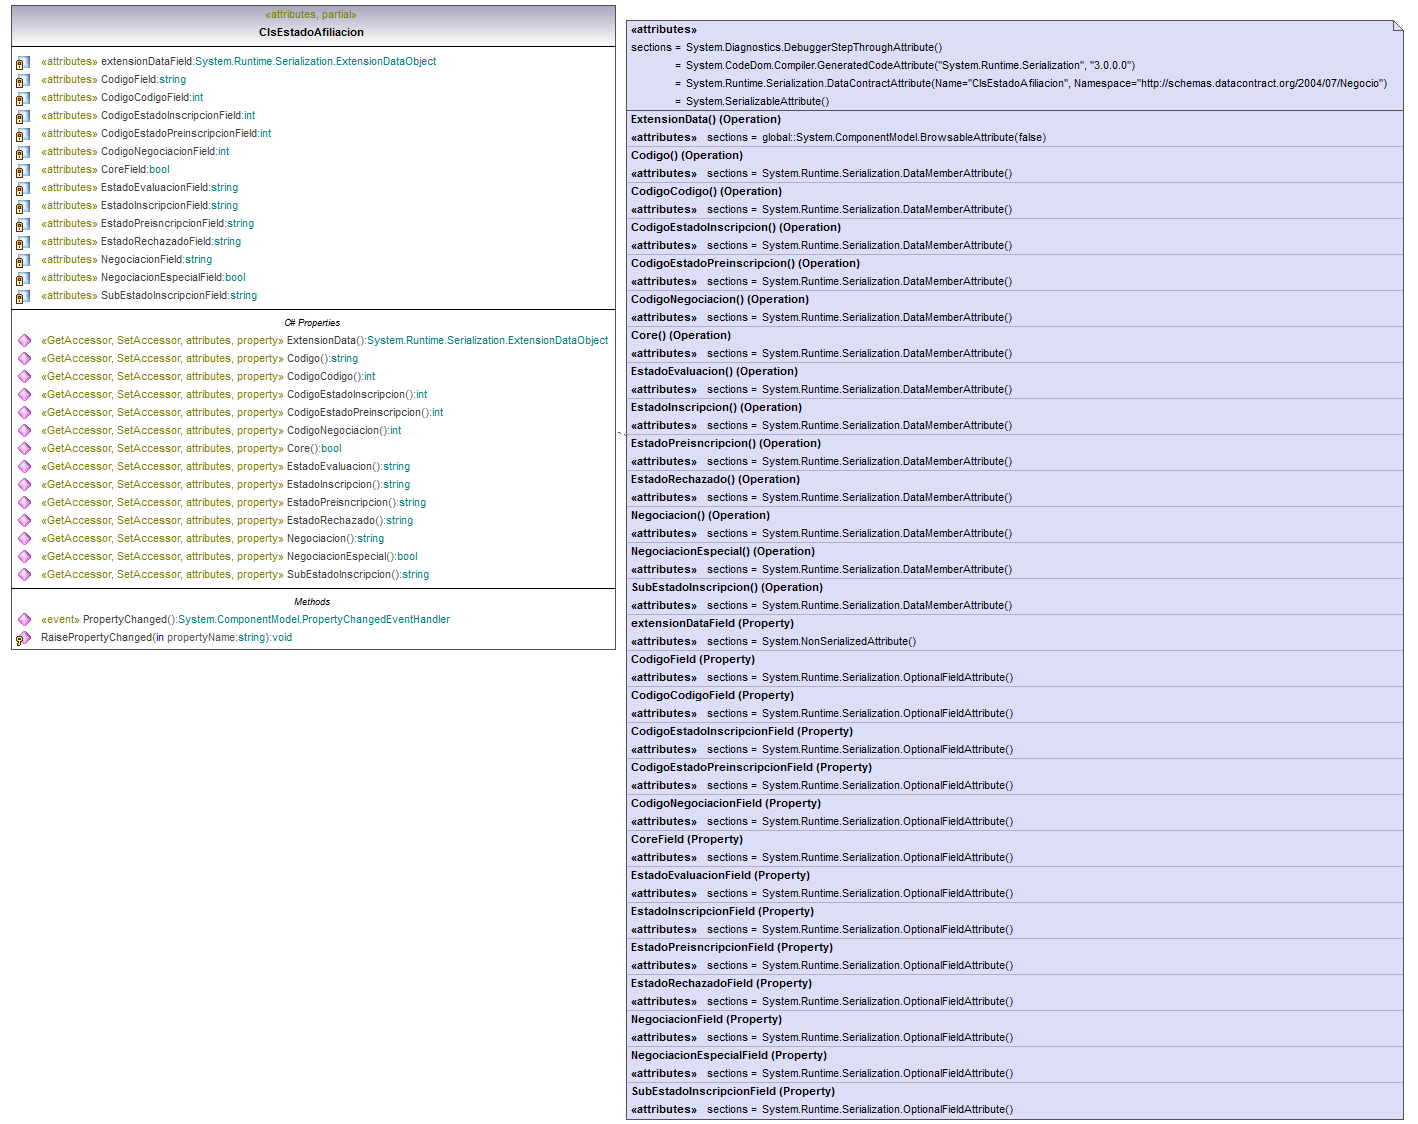 «attributes, partial»
ClsEstadoAfiliacion
«attributes» extensionDataField:System.Runtime.Serialization.ExtensionDataObject
«attributes» CodigoField:string
«attributes» CodigoCodigoField:int
«attributes» CodigoEstadoInscripcionField:int
«attributes» CodigoEstadoPreinscripcionField:int
«attributes» CodigoNegociacionField:int
«attributes» CoreField:bool
«attributes» EstadoEvaluacionField:string
«attributes» EstadoInscripcionField:string
«attributes» EstadoPreisncripcionField:string
«attributes» EstadoRechazadoField:string
«attributes» NegociacionField:string
«attributes» NegociacionEspecialField:bool
«attributes» SubEstadoInscripcionField:string
C# Properties
«GetAccessor, SetAccessor, attributes, property» ExtensionData():System.Runtime.Serialization.ExtensionDataObject
«GetAccessor, SetAccessor, attributes, property» Codigo():string
«GetAccessor, SetAccessor, attributes, property» CodigoCodigo():int
«GetAccessor, SetAccessor, attributes, property» CodigoEstadoInscripcion():int
«GetAccessor, SetAccessor, attributes, property» CodigoEstadoPreinscripcion():int
«GetAccessor, SetAccessor, attributes, property» CodigoNegociacion():int
«GetAccessor, SetAccessor, attributes, property» Core():bool
«GetAccessor, SetAccessor, attributes, property» EstadoEvaluacion():string
«GetAccessor, SetAccessor, attributes, property» EstadoInscripcion():string
«GetAccessor, SetAccessor, attributes, property» EstadoPreisncripcion():string
«GetAccessor, SetAccessor, attributes, property» EstadoRechazado():string
«GetAccessor, SetAccessor, attributes, property» Negociacion():string
«GetAccessor, SetAccessor, attributes, property» NegociacionEspecial():bool
«GetAccessor, SetAccessor, attributes, property» SubEstadoInscripcion():string
Methods
«event» PropertyChanged():System.ComponentModel.PropertyChangedEventHandler
RaisePropertyChanged(in propertyName:string):void
«attributes»
sections = System.Diagnostics.DebuggerStepThroughAttribute()
= System.CodeDom.Compiler.GeneratedCodeAttribute("System.Runtime.Serialization", "3.0.0.0")
= System.Runtime.Serialization.DataContractAttribute(Name="ClsEstadoAfiliacion", Namespace="http://schemas.datacontract.org/2004/07/Negocio")
= System.SerializableAttribute()
ExtensionData() (Operation)
«attributes» sections = global::System.ComponentModel.BrowsableAttribute(false)
Codigo() (Operation)
«attributes» sections = System.Runtime.Serialization.DataMemberAttribute()
CodigoCodigo() (Operation)
«attributes» sections = System.Runtime.Serialization.DataMemberAttribute()
CodigoEstadoInscripcion() (Operation)
«attributes» sections = System.Runtime.Serialization.DataMemberAttribute()
CodigoEstadoPreinscripcion() (Operation)
«attributes» sections = System.Runtime.Serialization.DataMemberAttribute()
CodigoNegociacion() (Operation)
«attributes» sections = System.Runtime.Serialization.DataMemberAttribute()
Core() (Operation)
«attributes» sections = System.Runtime.Serialization.DataMemberAttribute()
EstadoEvaluacion() (Operation)
«attributes» sections = System.Runtime.Serialization.DataMemberAttribute()
EstadoInscripcion() (Operation)
«attributes» sections = System.Runtime.Serialization.DataMemberAttribute()
EstadoPreisncripcion() (Operation)
«attributes» sections = System.Runtime.Serialization.DataMemberAttribute()
EstadoRechazado() (Operation)
«attributes» sections = System.Runtime.Serialization.DataMemberAttribute()
Negociacion() (Operation)
«attributes» sections = System.Runtime.Serialization.DataMemberAttribute()
NegociacionEspecial() (Operation)
«attributes» sections = System.Runtime.Serialization.DataMemberAttribute()
SubEstadoInscripcion() (Operation)
«attributes» sections = System.Runtime.Serialization.DataMemberAttribute()
extensionDataField (Property)
«attributes» sections = System.NonSerializedAttribute()
CodigoField (Property)
«attributes» sections = System.Runtime.Serialization.OptionalFieldAttribute()
CodigoCodigoField (Property)
«attributes» sections = System.Runtime.Serialization.OptionalFieldAttribute()
CodigoEstadoInscripcionField (Property)
«attributes» sections = System.Runtime.Serialization.OptionalFieldAttribute()
CodigoEstadoPreinscripcionField (Property)
«attributes» sections = System.Runtime.Serialization.OptionalFieldAttribute()
CodigoNegociacionField (Property)
«attributes» sections = System.Runtime.Serialization.OptionalFieldAttribute()
CoreField (Property)
«attributes» sections = System.Runtime.Serialization.OptionalFieldAttribute()
EstadoEvaluacionField (Property)
«attributes» sections = System.Runtime.Serialization.OptionalFieldAttribute()
EstadoInscripcionField (Property)
«attributes» sections = System.Runtime.Serialization.OptionalFieldAttribute()
EstadoPreisncripcionField (Property)
«attributes» sections = System.Runtime.Serialization.OptionalFieldAttribute()
EstadoRechazadoField (Property)
«attributes» sections = System.Runtime.Serialization.OptionalFieldAttribute()
NegociacionField (Property)
«attributes» sections = System.Runtime.Serialization.OptionalFieldAttribute()
NegociacionEspecialField (Property)
«attributes» sections = System.Runtime.Serialization.OptionalFieldAttribute()
SubEstadoInscripcionField (Property)
«attributes» sections = System.Runtime.Serialization.OptionalFieldAttribute()